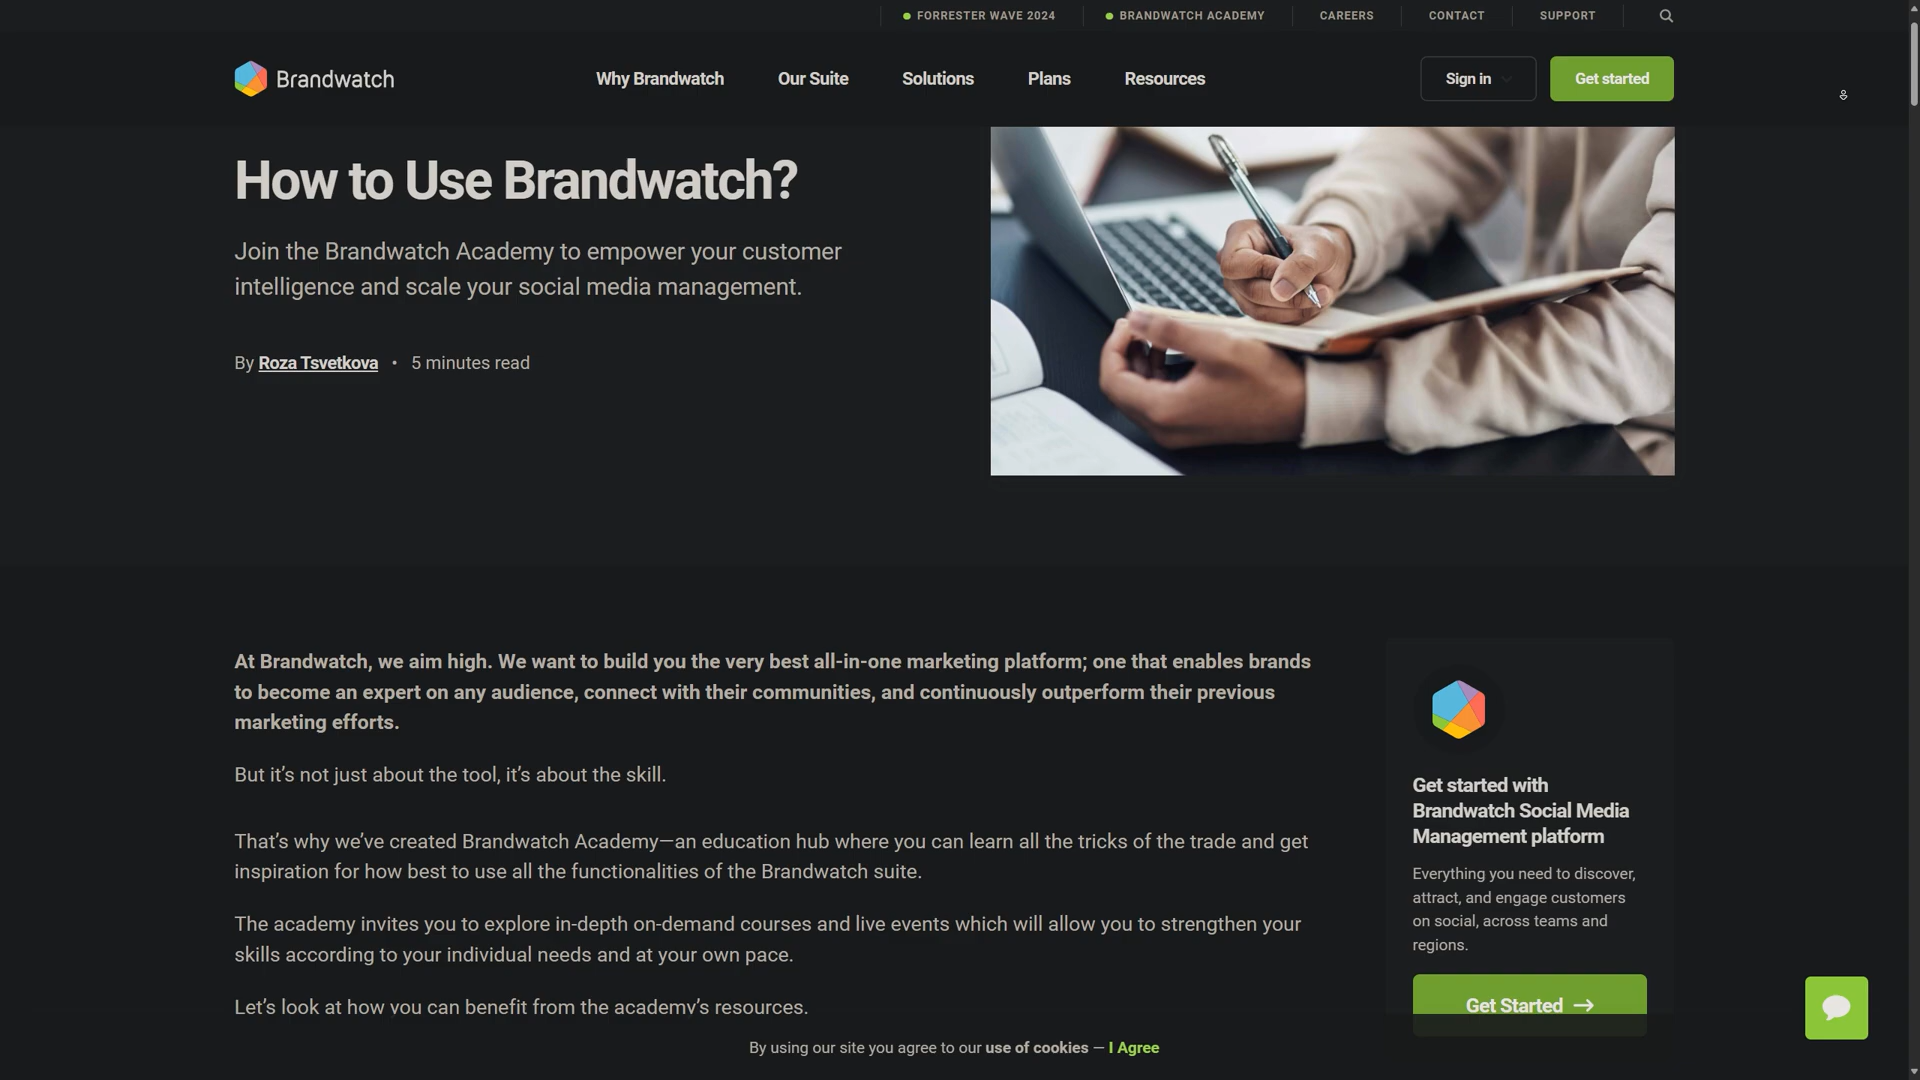 FORRESTER WAVE 2024
BRANDWATCH ACADEMY
CAREERS
CONTACT
SUPPORT
Brandwatch
Why Brandwatch
Our Suite
Solutions
Plans
Resources
Sign in
Get started
How to Use Brandwatch?
Join the Brandwatch Academy to empower your customer
intelligence and scale your social media management.
By Roza Tsvetkova • 5 minutes read
At Brandwatch, we aim high. We want to build you the very best all-in-one marketing platform; one that enables brands
to become an expert on any audience, connect with their communities, and continuously outperform their previous
marketing efforts.
But it’s not just about the tool, it’s about the skill.
That’s why we’ve created Brandwatch Academy—an education hub where you can learn all the tricks of the trade and get
inspiration for how best to use all the functionalities of the Brandwatch suite.
The academy invites you to explore in-depth on-demand courses and live events which will allow you to strengthen your
skills according to your individual needs and at your own pace.
Let’s look at how you can benefit from the academy’s resources.
Get started with
Brandwatch Social Media
Management platform
Everything you need to discover,
attract, and engage customers
on social, across teams and
regions.
Get Started →
By using our site you agree to our use of cookies — I Agree